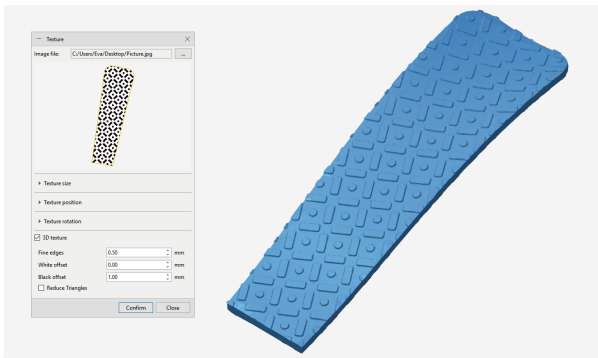 Texture
Image file: C:/Users/Eva/Desktop/Picture.jpg ...
Texture size
Texture position
Texture rotation
3D texture
Fine edges 0.50 mm
White offset 0.00 mm
Black offset 1.00 mm
Reduce Triangles
Confirm Close